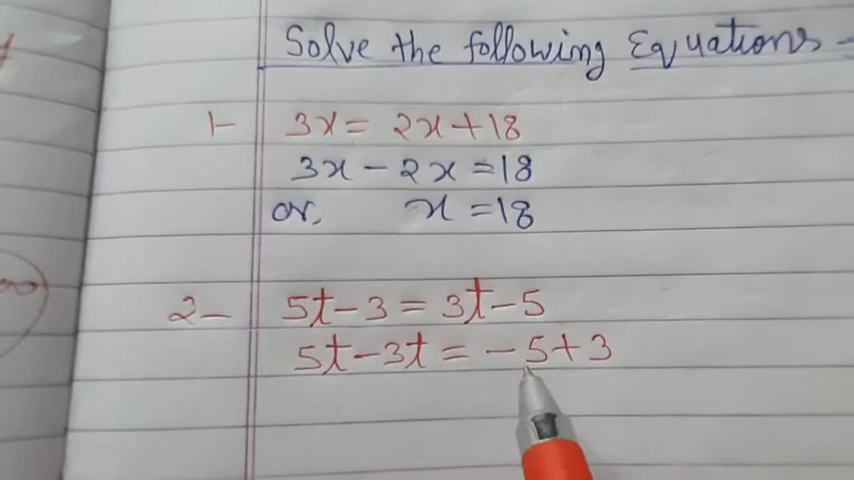 Solve the following Equations -
1- 3x = 2x + 18
3x - 2x = 18
or, x = 18
2- 5t - 3 = 3t - 5
5t - 3t = - 5 + 3